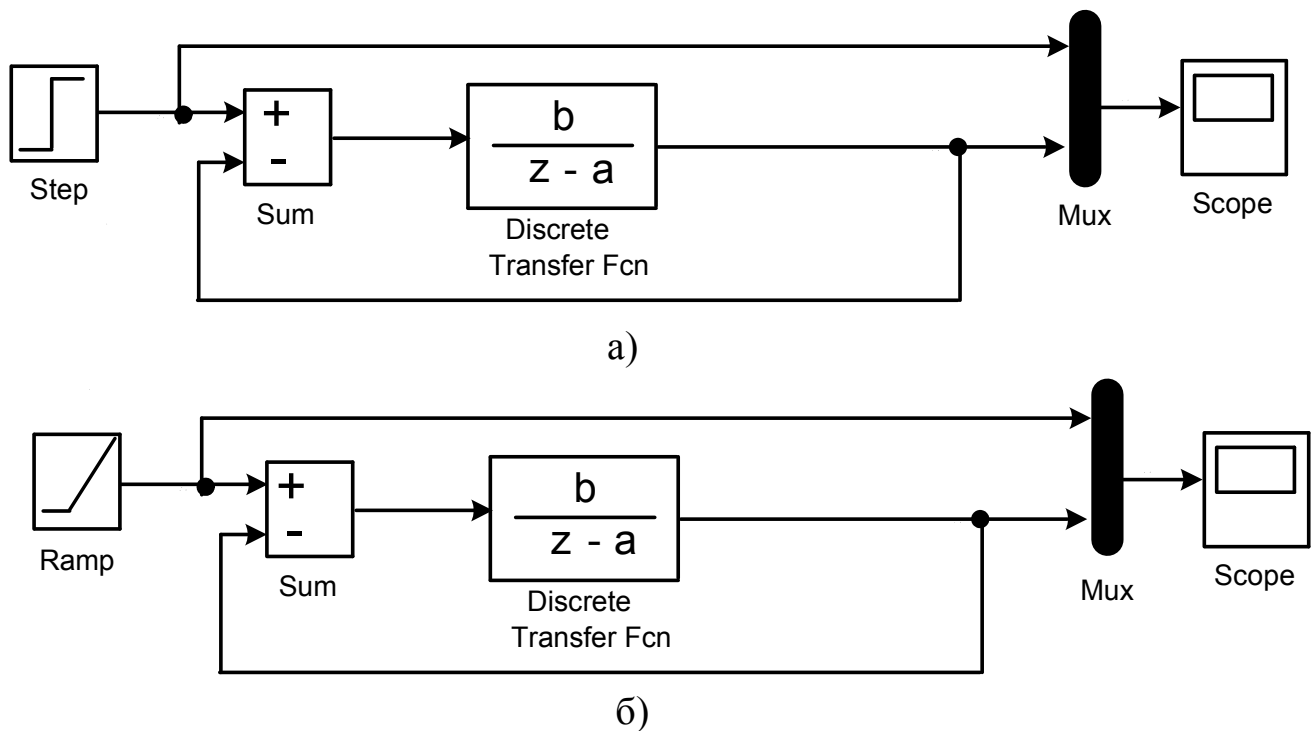 Step
+
-
Sum
b
z - a
Discrete
Transfer Fcn
Mux
Scope
а)
Ramp
+
-
Sum
b
z - a
Discrete
Transfer Fcn
Mux
Scope
б)